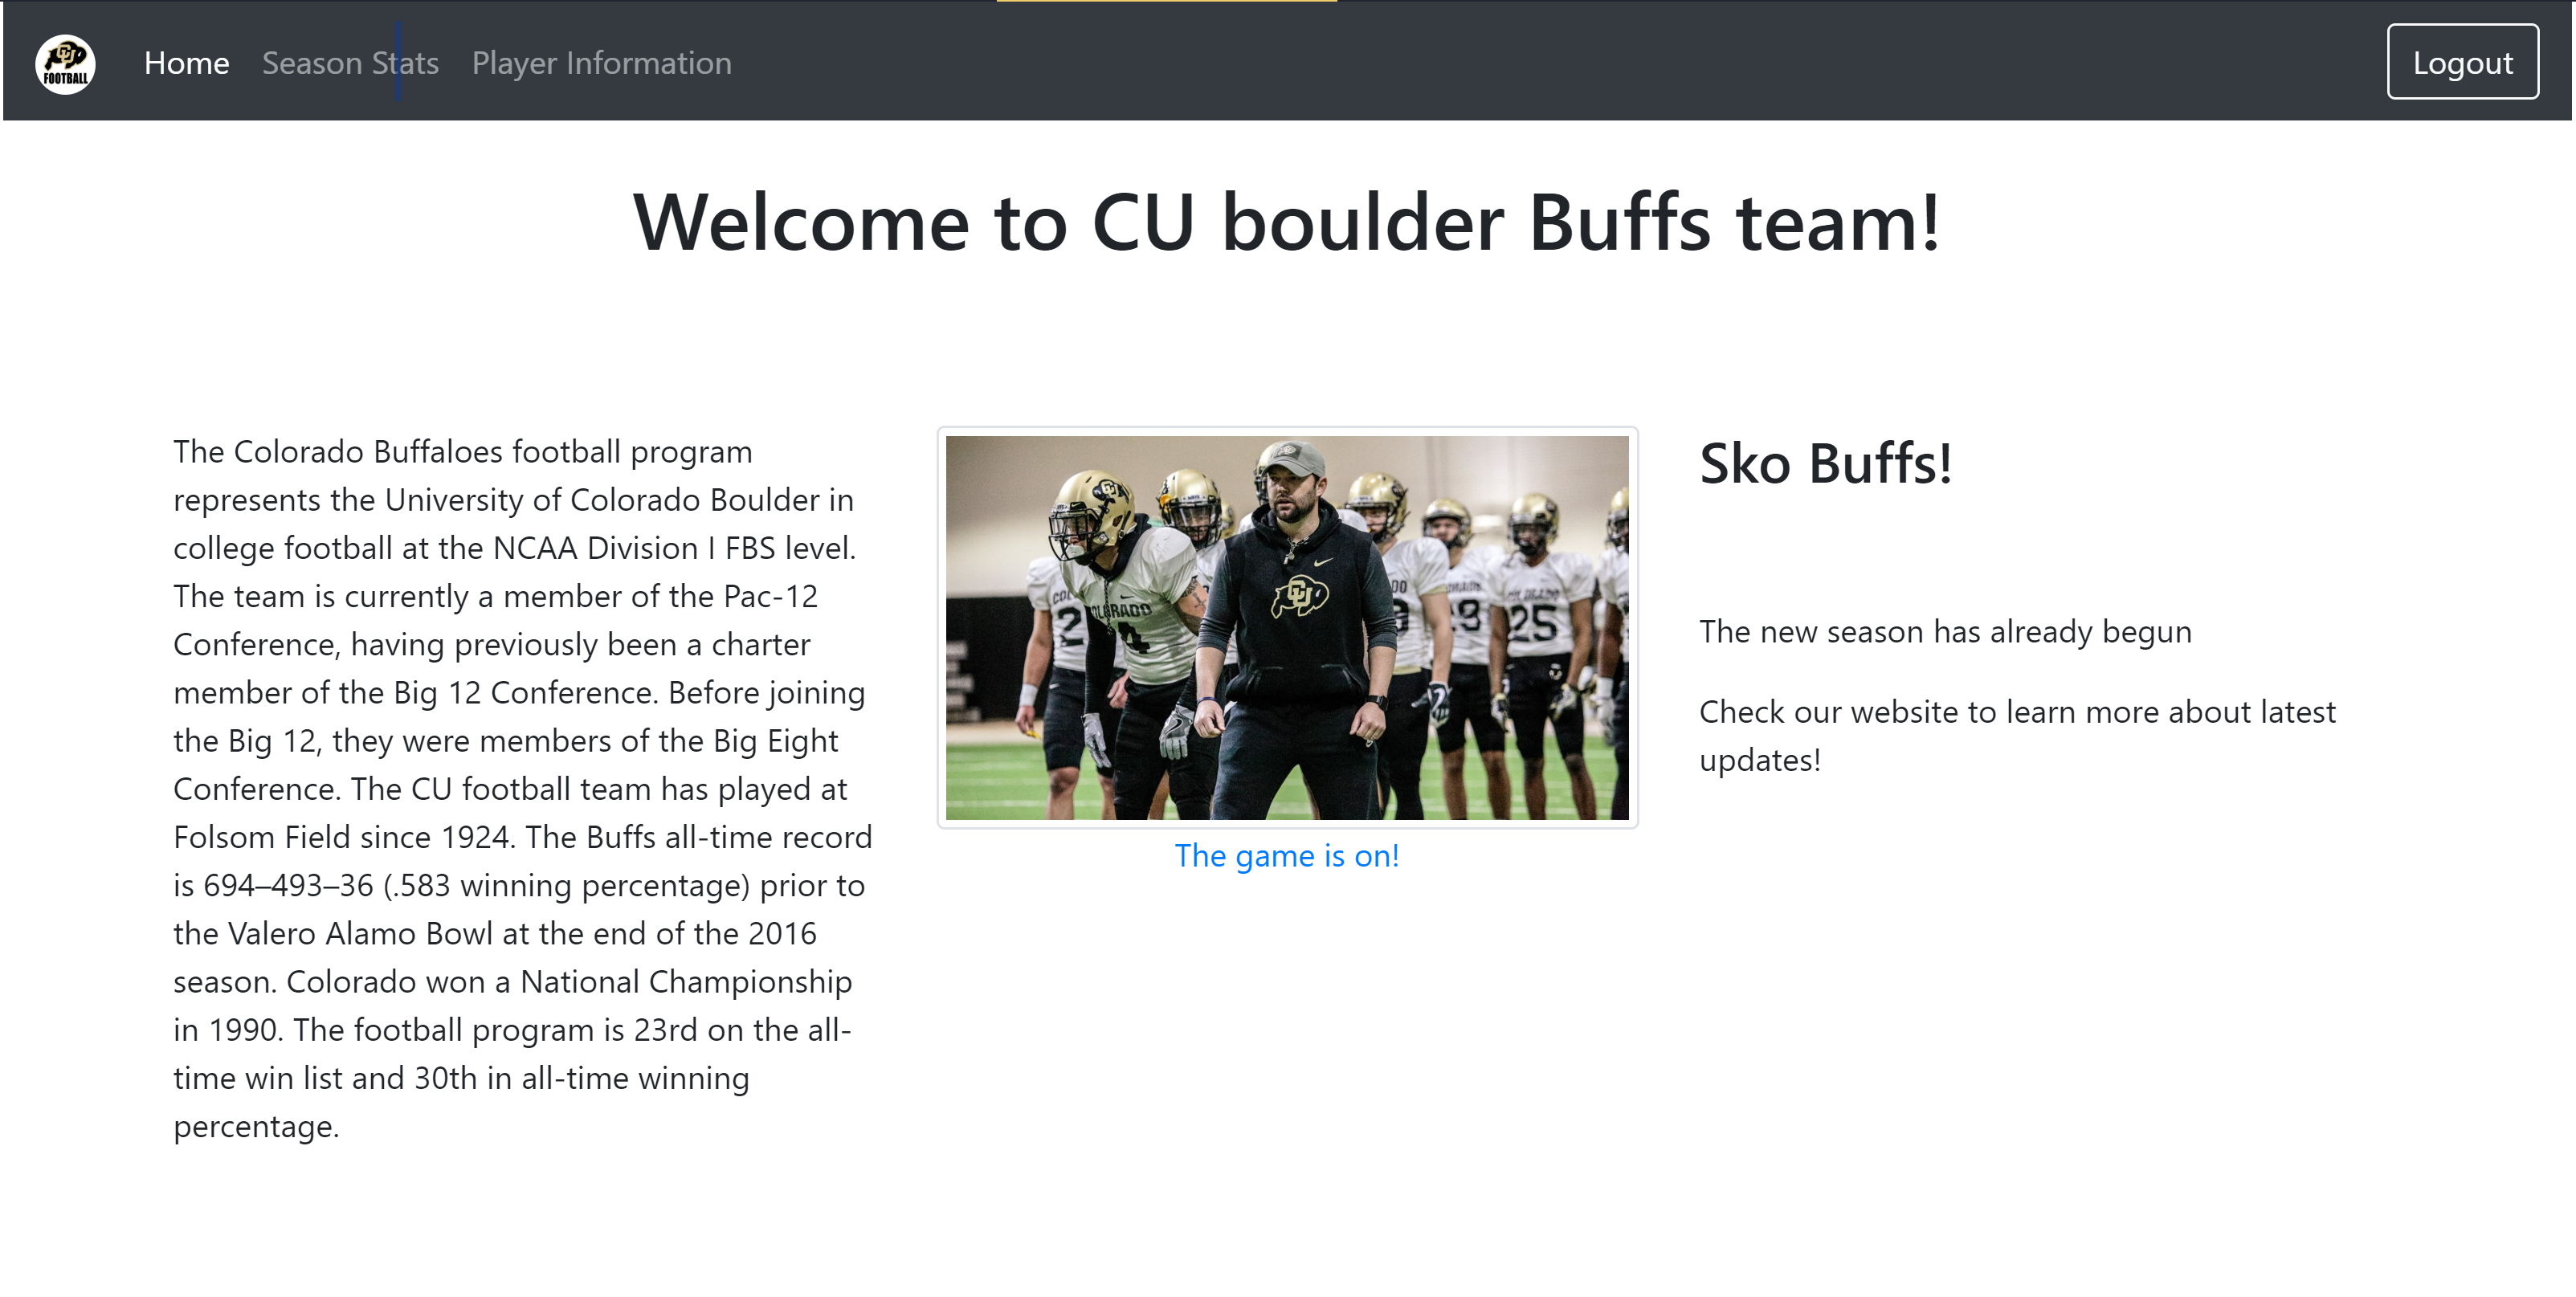 CU
FOOTBALL
Home
Season Stats
Player Information
Logout
Welcome to CU boulder Buffs team!
The Colorado Buffaloes football program
represents the University of Colorado Boulder in
college football at the NCAA Division I FBS level.
The team is currently a member of the Pac-12
Conference, having previously been a charter
member of the Big 12 Conference. Before joining
the Big 12, they were members of the Big Eight
Conference. The CU football team has played at
Folsom Field since 1924. The Buffs all-time record
is 694–493–36 (.583 winning percentage) prior to
the Valero Alamo Bowl at the end of the 2016
season. Colorado won a National Championship
in 1990. The football program is 23rd on the all-
time win list and 30th in all-time winning
percentage.
CU
COLORADO
4
2
25
The game is on!
Sko Buffs!
The new season has already begun
Check our website to learn more about latest
updates!